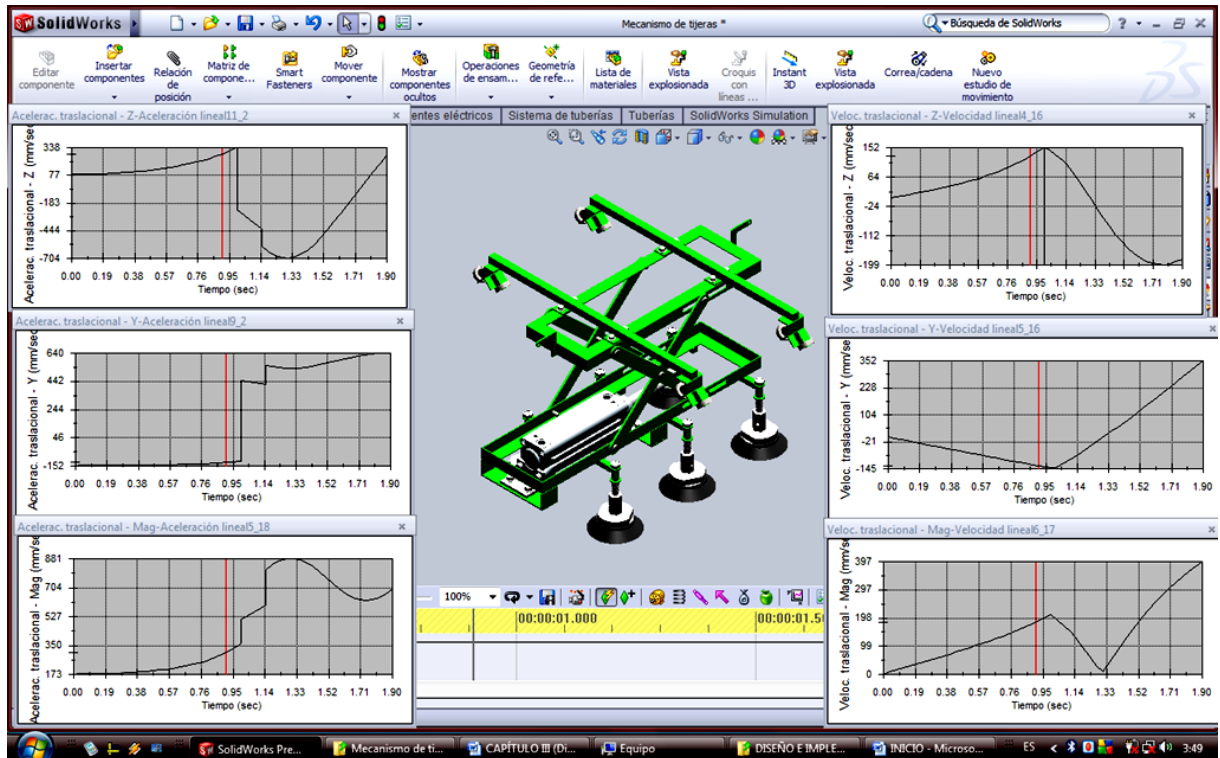 SolidWorks
Mecanismo de tijeras *
Búsqueda de SolidWorks
?
Editar componente
Insertar componentes
Relación de posición
Matriz de compone...
Smart Fasteners
Mover componente
Mostrar componentes ocultos
Operaciones de ensam...
Geometría de refe...
Lista de materiales
Vista explosionada
Croquis con líneas ...
Instant 3D
Vista explosionada
Correa/cadena
Nuevo estudio de movimiento
entes eléctricos
Sistema de tuberías
Tuberías
SolidWorks Simulation
Acelerac. traslacional - Z-Aceleración lineal11_2
Acelerac. traslacional - Z (mm/se
338
77
-183
-444
-704
0.00 0.19 0.38 0.57 0.76 0.95 1.14 1.33 1.52 1.71 1.90
Tiempo (sec)
Acelerac. traslacional - Y-Aceleración lineal9_2
Acelerac. traslacional - Y (mm/se
640
442
244
46
-152
0.00 0.19 0.38 0.57 0.76 0.95 1.14 1.33 1.52 1.71 1.90
Tiempo (sec)
Acelerac. traslacional - Mag-Aceleración lineal5_18
Acelerac. traslacional - Mag (mm/se
881
704
527
350
173
0.00 0.19 0.38 0.57 0.76 0.95 1.14 1.33 1.52 1.71 1.90
Tiempo (sec)
Veloc. traslacional - Z-Velocidad lineal4_16
Veloc. traslacional - Z (mm/sec
152
64
-24
-112
-199
0.00 0.19 0.38 0.57 0.76 0.95 1.14 1.33 1.52 1.71 1.90
Tiempo (sec)
Veloc. traslacional - Y-Velocidad lineal5_16
Veloc. traslacional - Y (mm/sec
352
228
104
-21
-145
0.00 0.19 0.38 0.57 0.76 0.95 1.14 1.33 1.52 1.71 1.90
Tiempo (sec)
Veloc. traslacional - Mag-Velocidad lineal6_17
Veloc. traslacional - Mag (mm/sec
397
297
198
99
0
0.00 0.19 0.38 0.57 0.76 0.95 1.14 1.33 1.52 1.71 1.90
Tiempo (sec)
100%
00:00:01.000
00:00:01.5
SolidWorks Pre...
Mecanismo de ti...
CAPÍTULO III (Di...
Equipo
DISEÑO E IMPLE...
INICIO - Microso...
ES
3:49